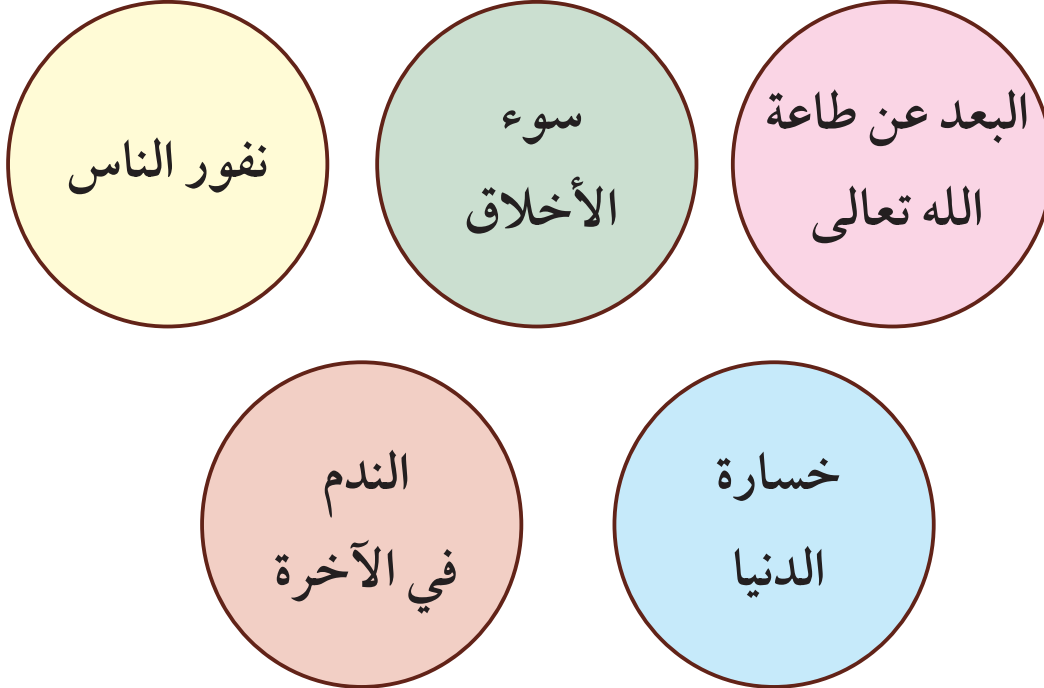 البعد عن طاعة
الله تعالى
سوء
الأخلاق
نفور الناس
خسارة
الدنيا
الندم
في الآخرة